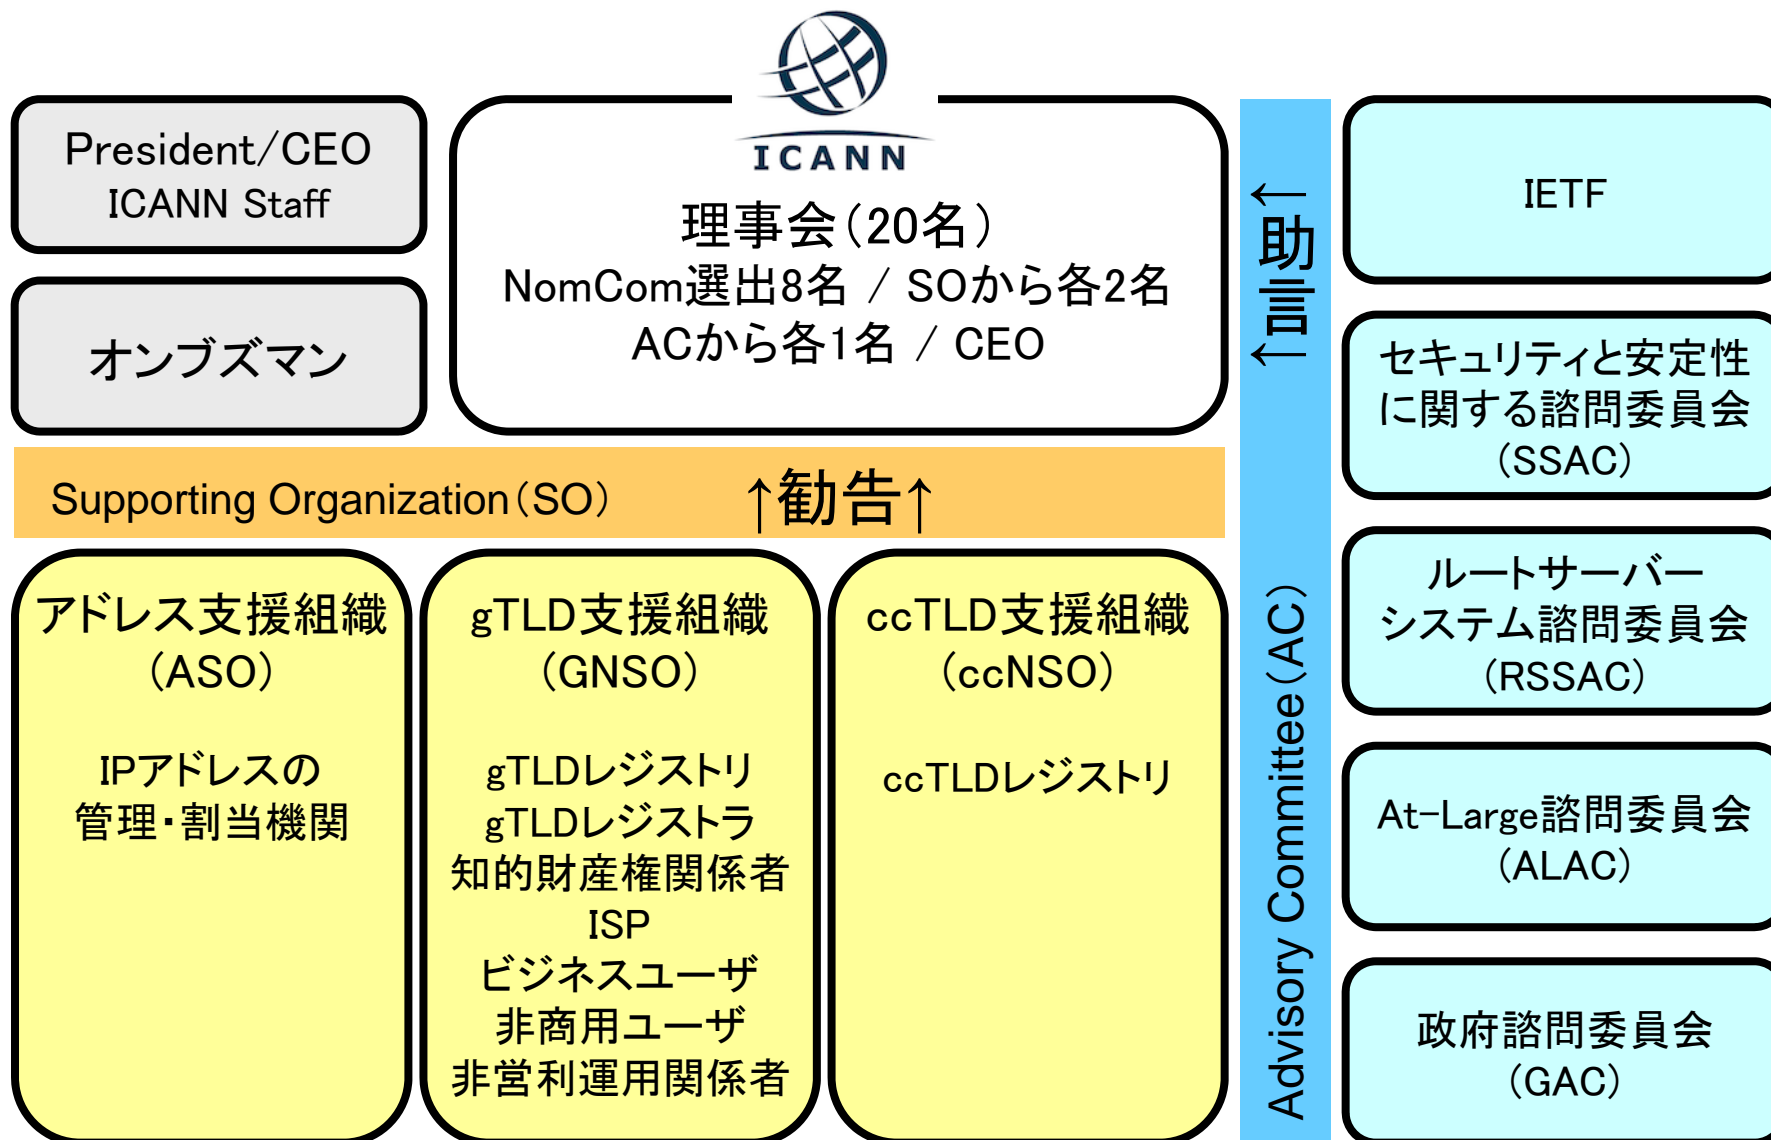 ICANN
President/CEO
ICANN Staff
オンブズマン
理事会（20名）
NomCom選出8名 / SOから各2名
ACから各1名 / CEO
Supporting Organization（SO）
↑勧告↑
アドレス支援組織
（ASO）
IPアドレスの
管理・割当機関
gTLD支援組織
（GNSO）
gTLDレジストリ
gTLDレジストラ
知的財産権関係者
ISP
ビジネスユーザ
非商用ユーザ
非営利運用関係者
ccTLD支援組織
（ccNSO）
ccTLDレジストリ
←助言←
Advisory Committee（AC）
IETF
セキュリティと安定性
に関する諮問委員会
（SSAC）
ルートサーバー
システム諮問委員会
（RSSAC）
At-Large諮問委員会
（ALAC）
政府諮問委員会
（GAC）